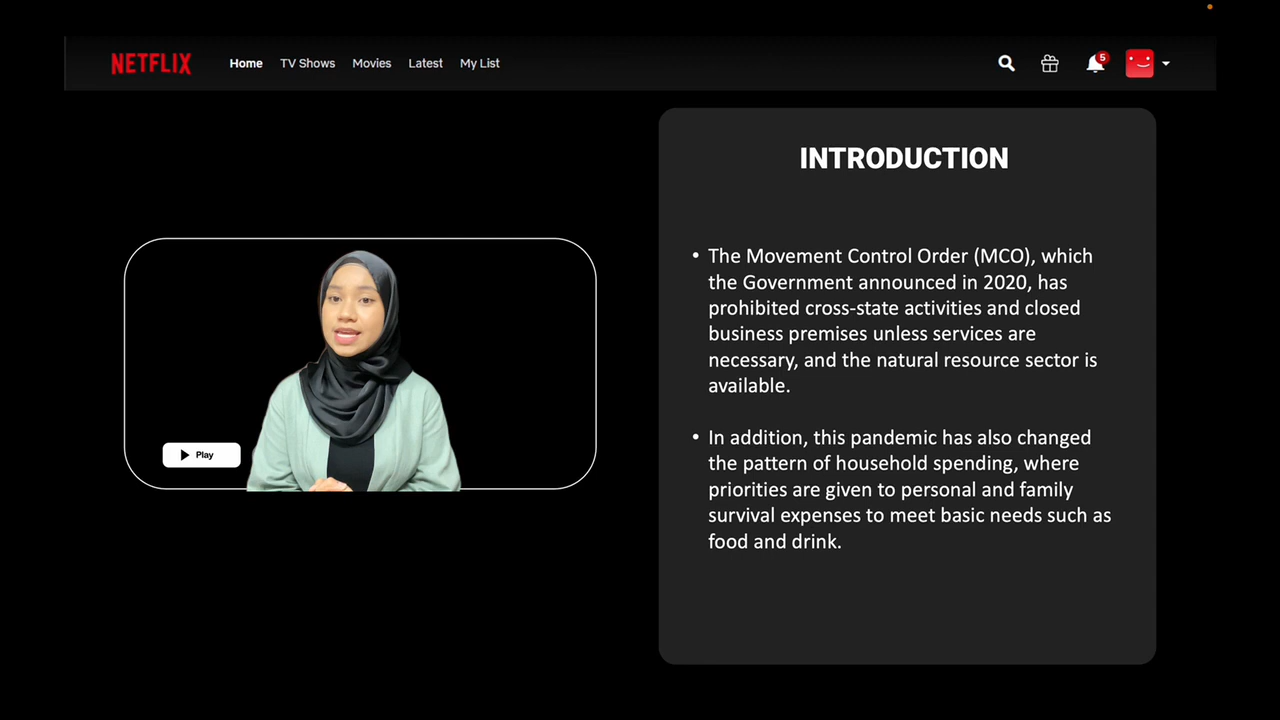 NETFLIX Home TV Shows Movies Latest My List 5
INTRODUCTION
• The Movement Control Order (MCO), which
the Government announced in 2020, has
prohibited cross-state activities and closed
business premises unless services are
necessary, and the natural resource sector is
available.
• In addition, this pandemic has also changed
the pattern of household spending, where
priorities are given to personal and family
survival expenses to meet basic needs such as
food and drink.
Play